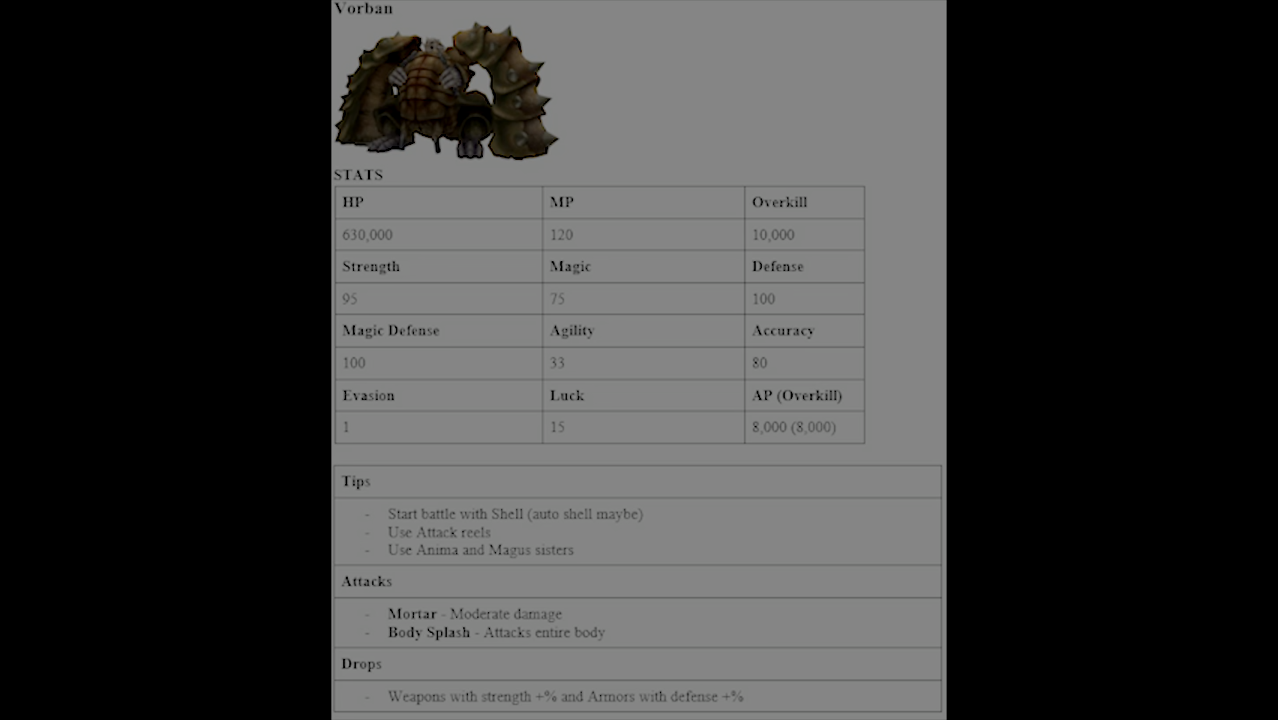 Vorban
STATS
HP MP Overkill
630,000 120 10,000
Strength Magic Defense
95 75 100
Magic Defense Agility Accuracy
100 33 80
Evasion Luck AP (Overkill)
1 15 8,000 (8,000)
Tips
- Start battle with Shell (auto shell maybe)
- Use Attack reels
- Use Anima and Magus sisters
Attacks
- Mortar - Moderate damage
- Body Splash - Attacks entire body
Drops
- Weapons with strength +% and Armors with defense +%